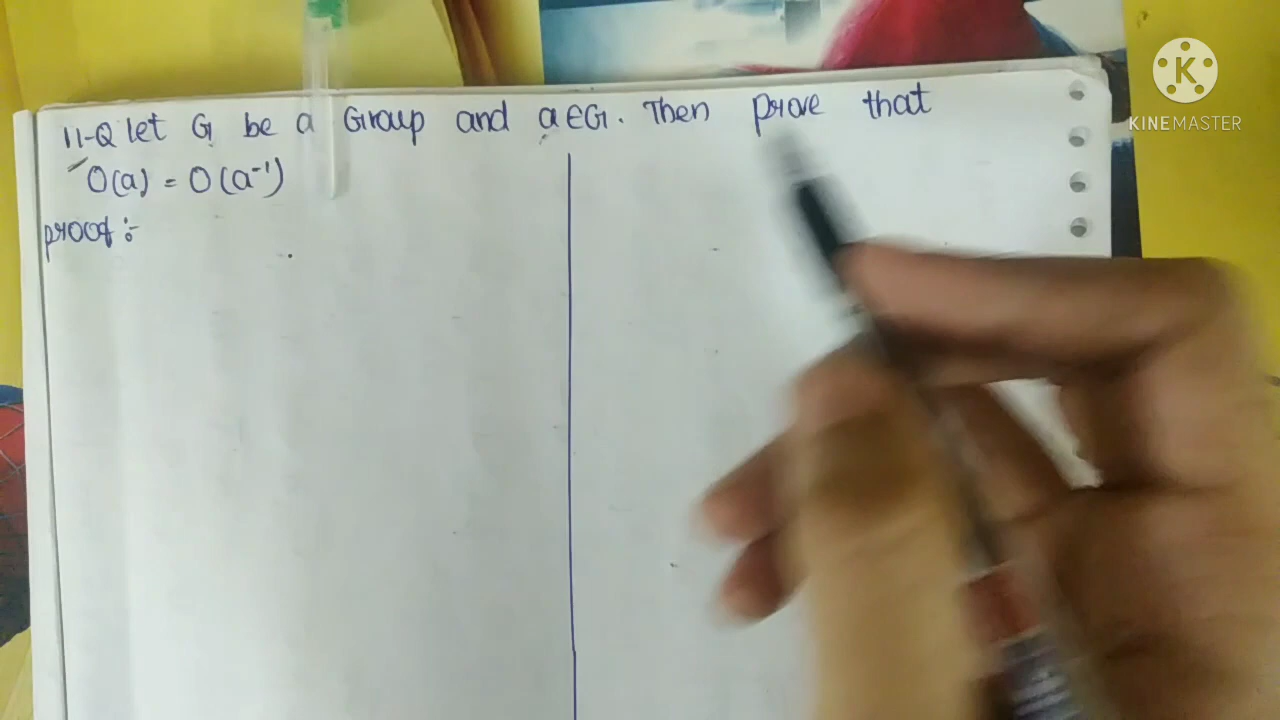 11-Q let G be a Group and a∈G. Then prove that
O(a) = O(a⁻¹)
proof :-
K
KINEMASTER